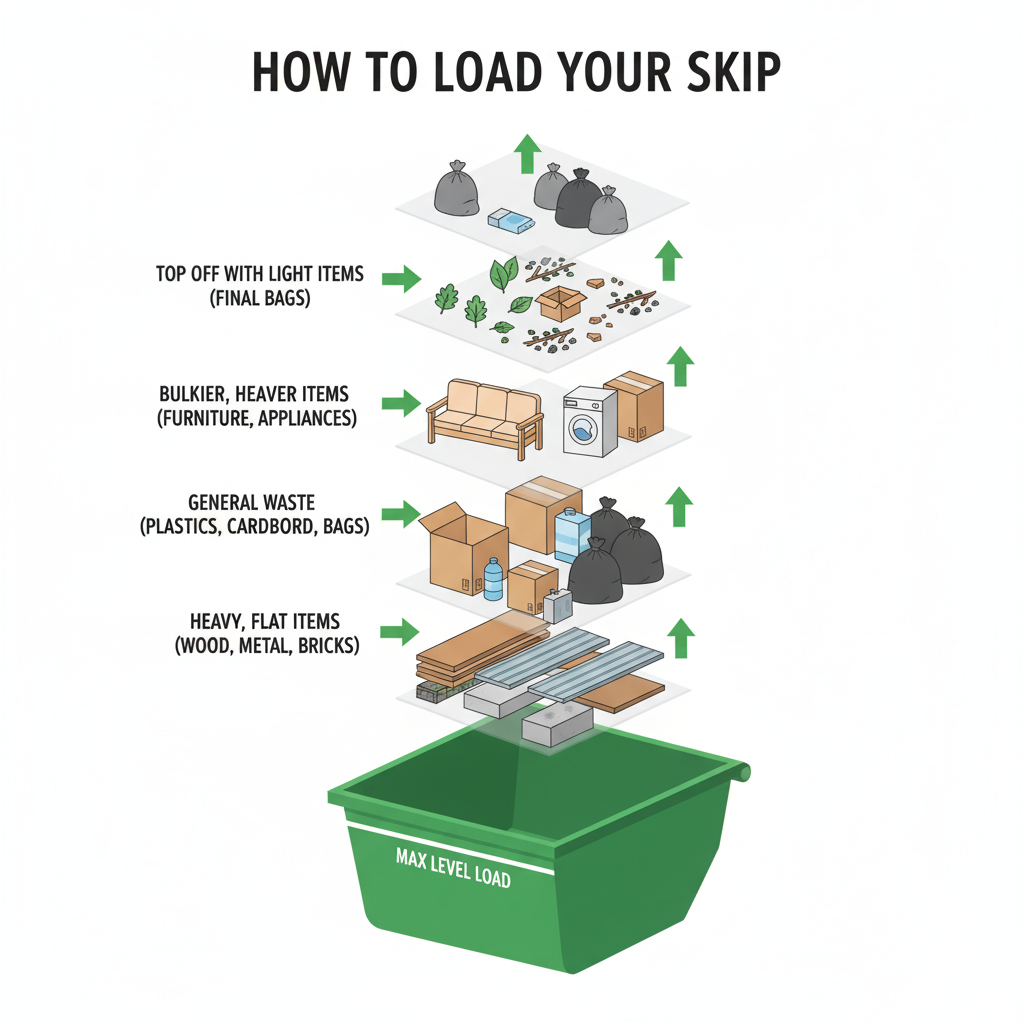 HOW TO LOAD YOUR SKIP
TOP OFF WITH LIGHT ITEMS
(FINAL BAGS)
BULKIER, HEAVER ITEMS
(FURNITURE, APPLIANCES)
GENERAL WASTE
(PLASTICS, CARDBORD, BAGS)
HEAVY, FLAT ITEMS
(WOOD, METAL, BRICKS)
MAX LEVEL LOAD